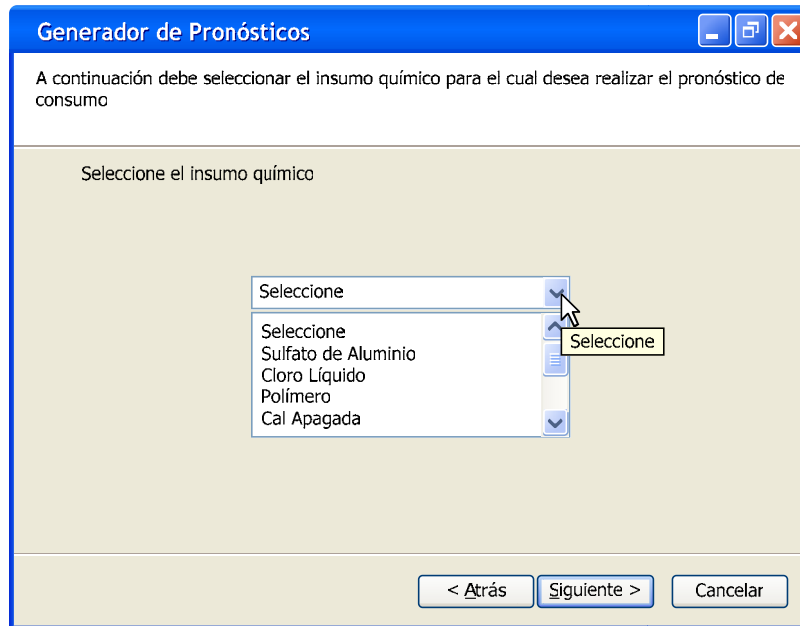 Generador de Pronósticos
A continuación debe seleccionar el insumo químico para el cual desea realizar el pronóstico de
consumo
Seleccione el insumo químico
Seleccione
Seleccione
Seleccione
Sulfato de Aluminio
Cloro Líquido
Polímero
Cal Apagada
< Atrás
Siguiente >
Cancelar